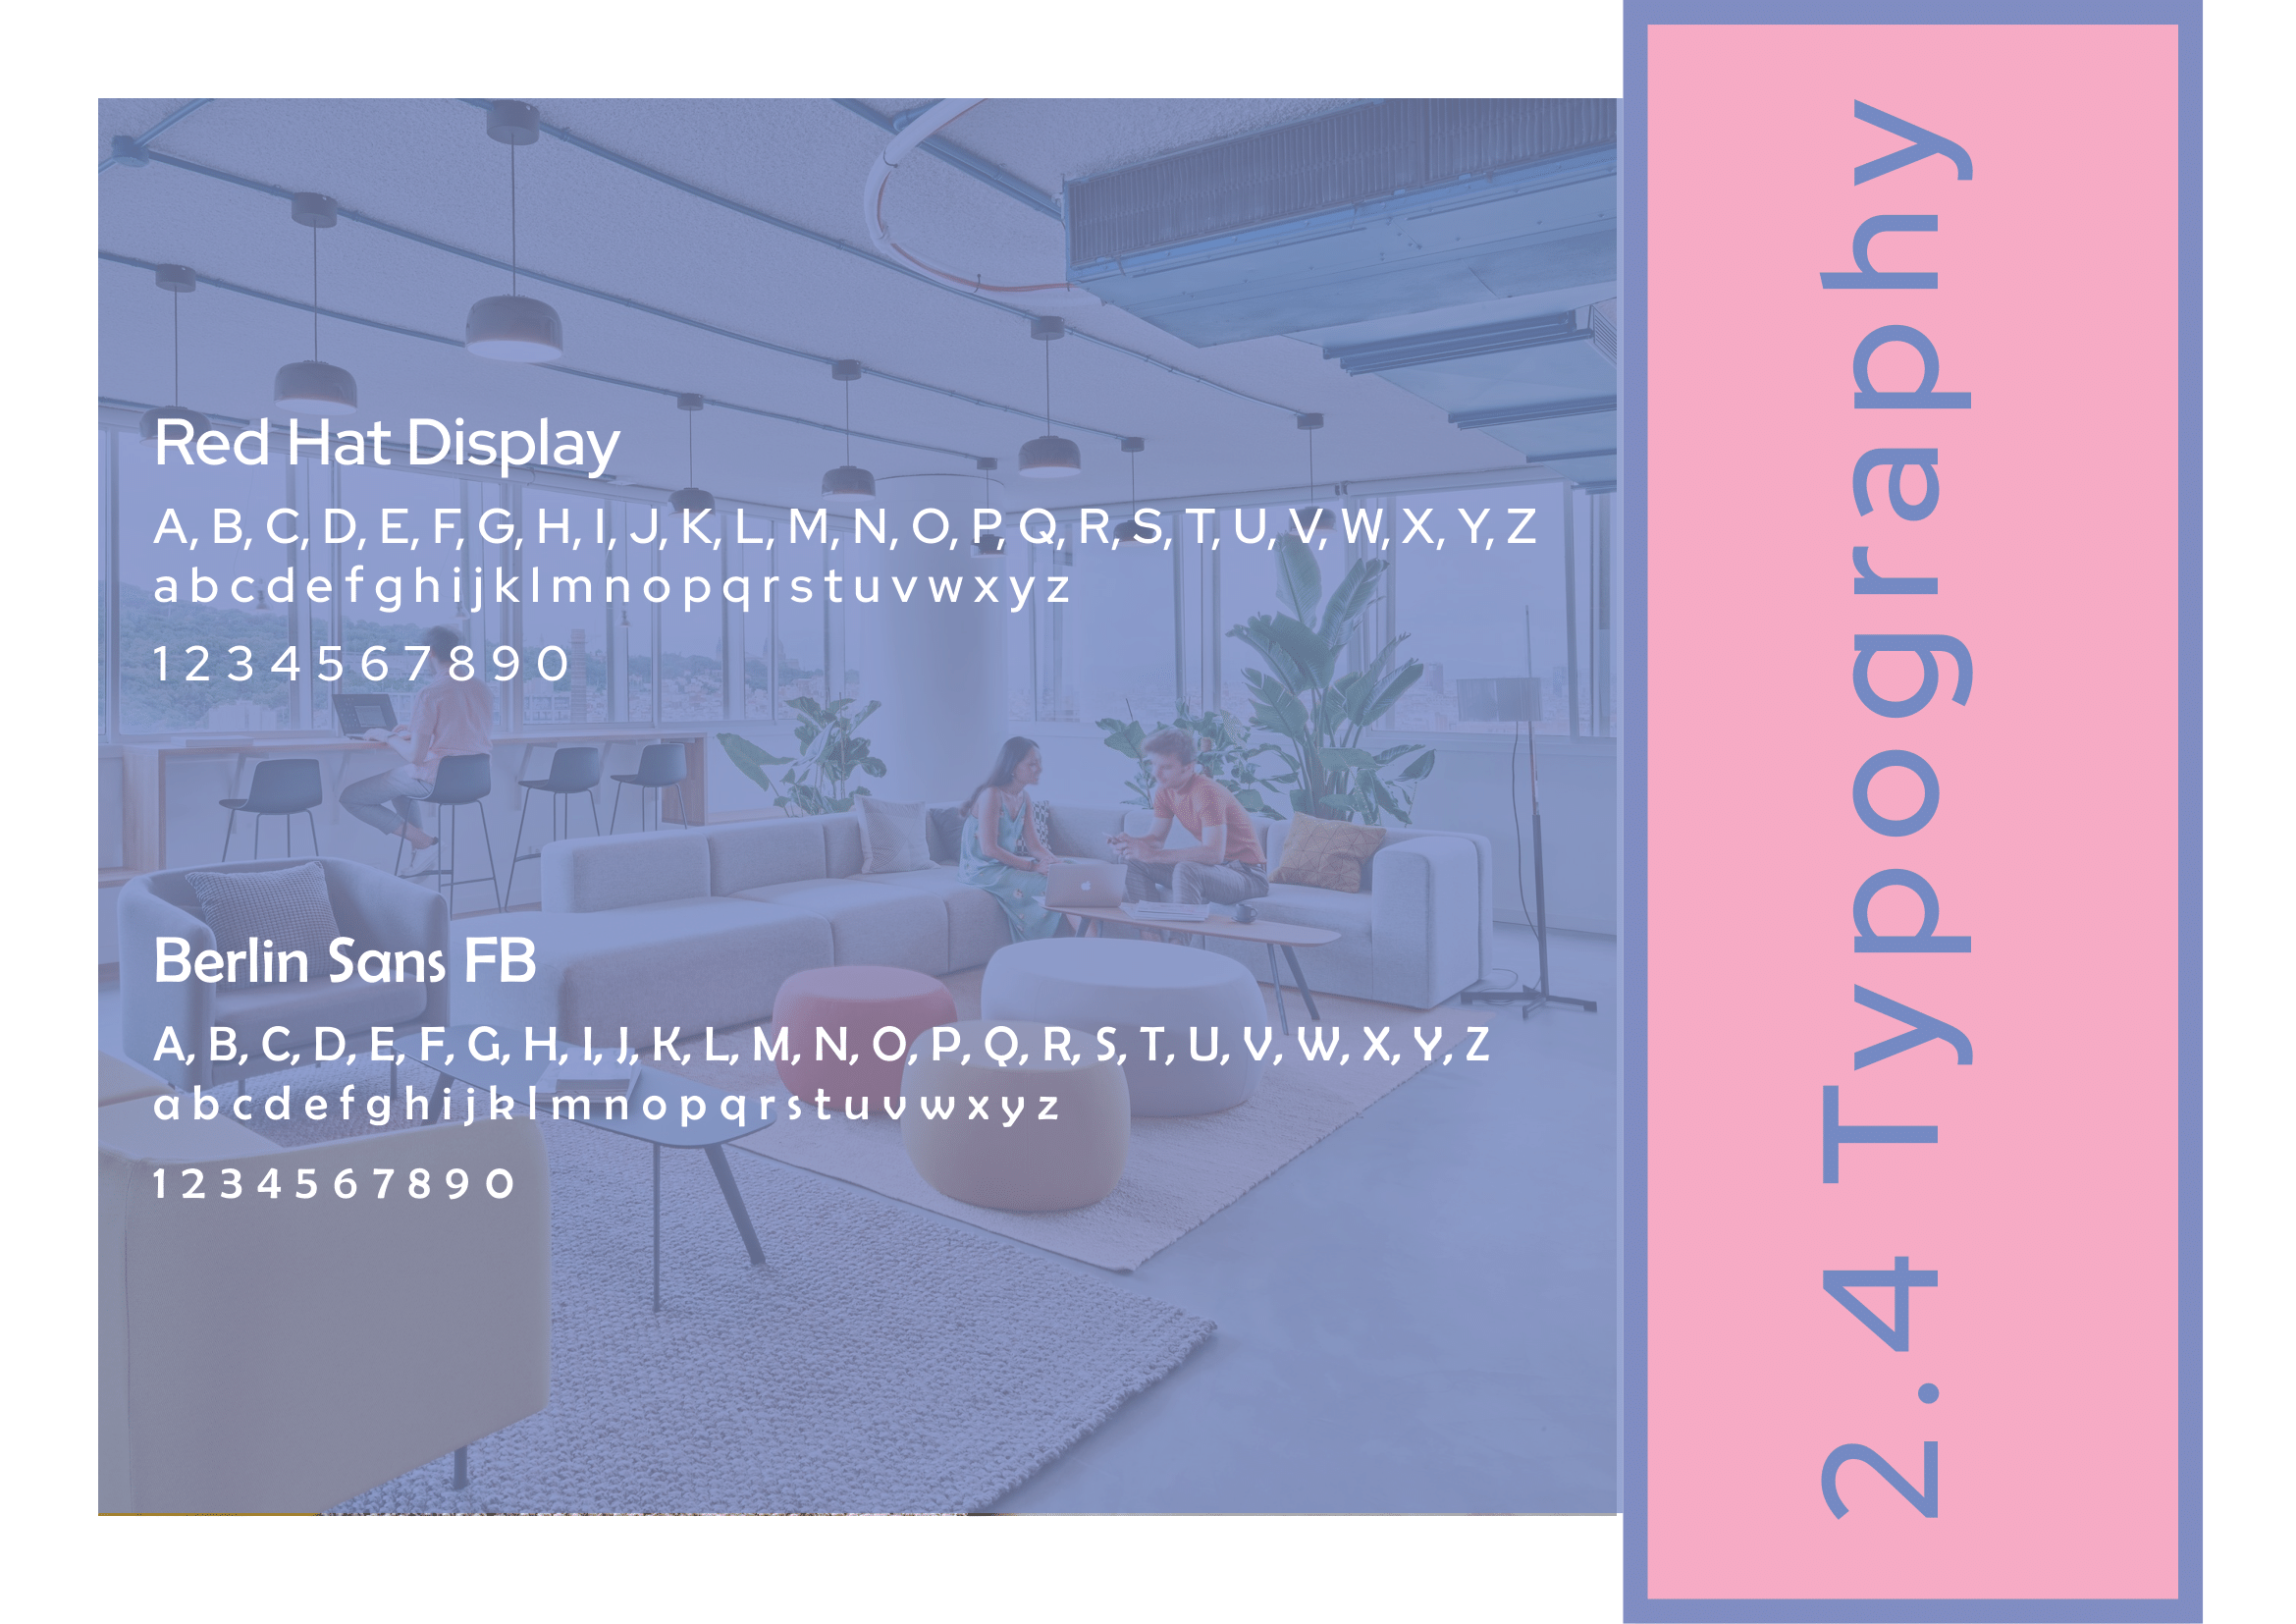 Red Hat Display
A, B, C, D, E, F, G, H, I, J, K, L, M, N, O, P, Q, R, S, T, U, V, W, X, Y, Z
a b c d e f g h i j k l m n o p q r s t u v w x y z
1 2 3 4 5 6 7 8 9 0
Berlin Sans FB
A, B, C, D, E, F, G, H, I, J, K, L, M, N, O, P, Q, R, S, T, U, V, W, X, Y, Z
a b c d e f g h i j k l m n o p q r s t u v w x y z
1 2 3 4 5 6 7 8 9 0
2.4 Typography